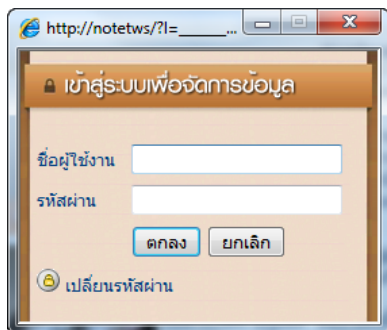 http://notetws/?l=______...
เข้าสู่ระบบเพื่อจัดการข้อมูล
ชื่อผู้ใช้งาน
รหัสผ่าน
ตกลง ยกเลิก
เปลี่ยนรหัสผ่าน